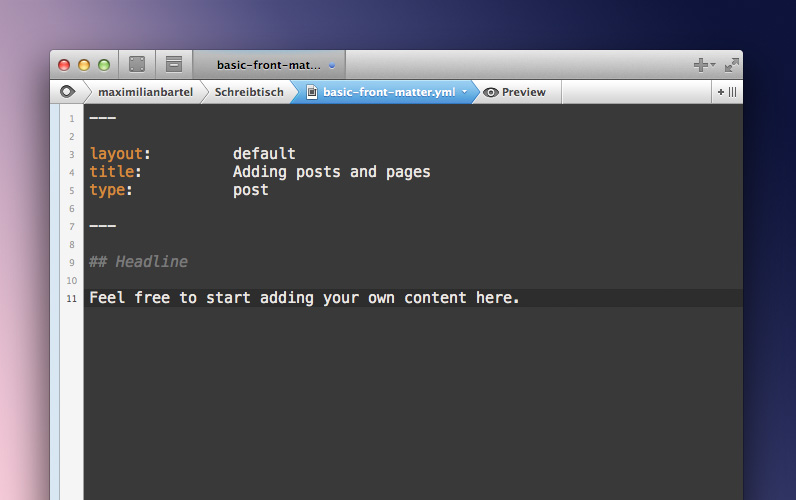 basic-front-mat...
maximilianbartel Schreibtisch basic-front-matter.yml Preview
1 ---
2
3 layout: default
4 title: Adding posts and pages
5 type: post
6
7 ---
8
9 ## Headline
10
11 Feel free to start adding your own content here.